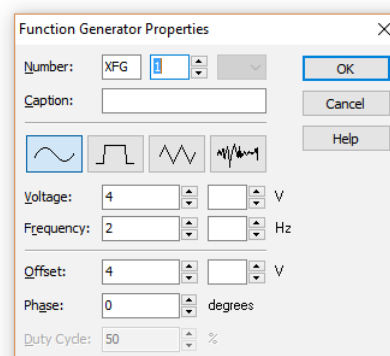 Function Generator Properties
Number: XFG 1 OK
Caption: Cancel
Help
Voltage: 4 V
Frequency: 2 Hz
Offset: 4 V
Phase: 0 degrees
Duty Cycle: 50 %